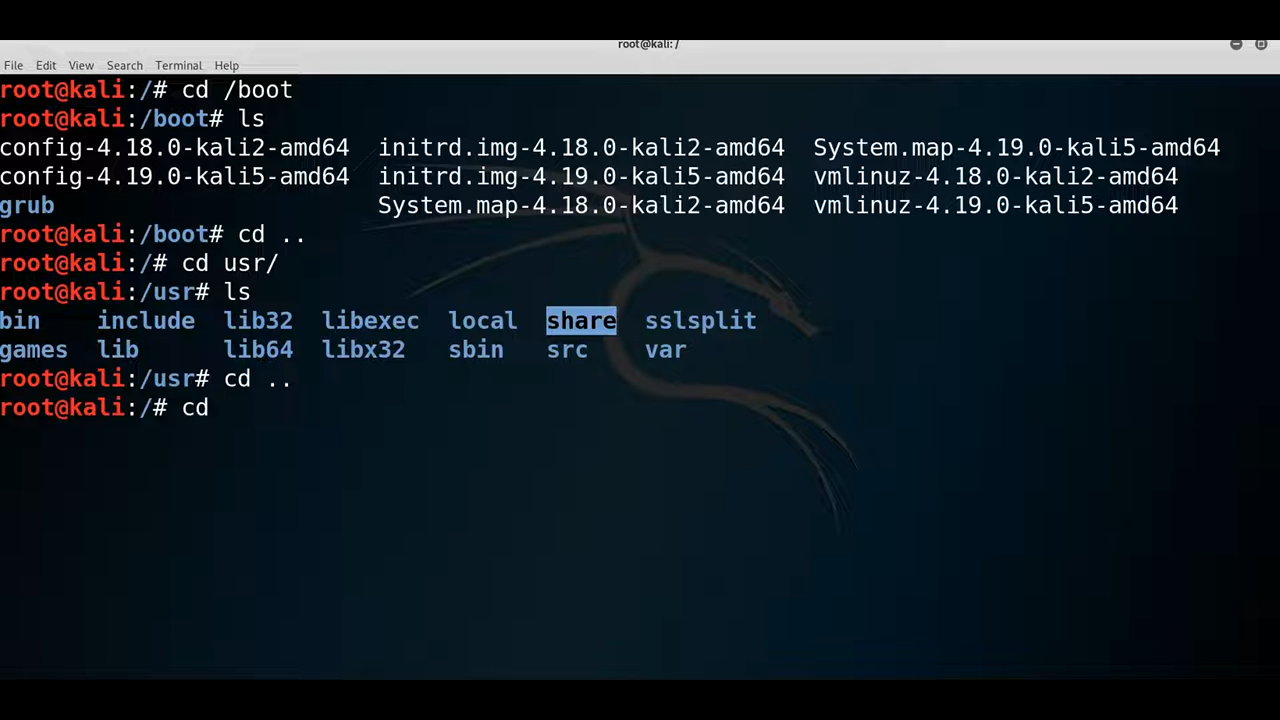 root@kali: /
File Edit View Search Terminal Help
root@kali:/# cd /boot
root@kali:/boot# ls
config-4.18.0-kali2-amd64 initrd.img-4.18.0-kali2-amd64 System.map-4.19.0-kali5-amd64
config-4.19.0-kali5-amd64 initrd.img-4.19.0-kali5-amd64 vmlinuz-4.18.0-kali2-amd64
grub System.map-4.18.0-kali2-amd64 vmlinuz-4.19.0-kali5-amd64
root@kali:/boot# cd ..
root@kali:/# cd usr/
root@kali:/usr# ls
bin include lib32 libexec local share sslsplit
games lib lib64 libx32 sbin src var
root@kali:/usr# cd ..
root@kali:/# cd